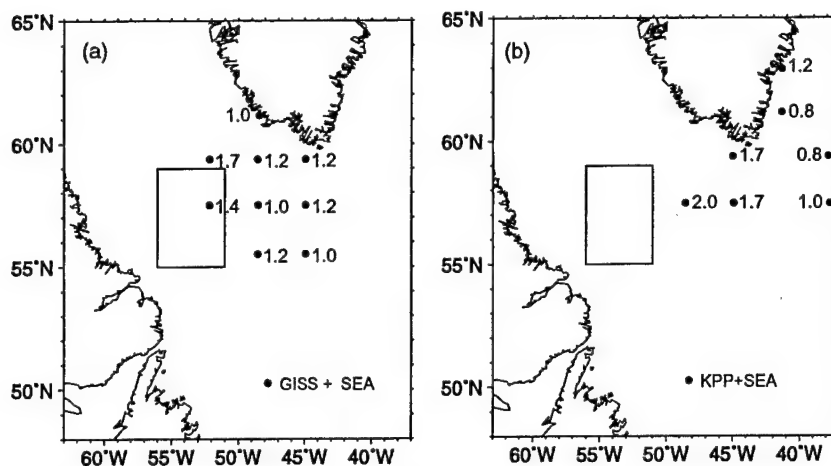 65°N
60°N
55°N
50°N
60°W 55°W 50°W 45°W 40°W
(a)
1.0
1.7 1.2 1.2
1.4 1.0 1.2
1.2 1.0
GISS + SEA
65°N
60°N
55°N
50°N
60°W 55°W 50°W 45°W 40°W
(b)
1.2
0.8
1.7 0.8
2.0 1.7 1.0
KPP+SEA